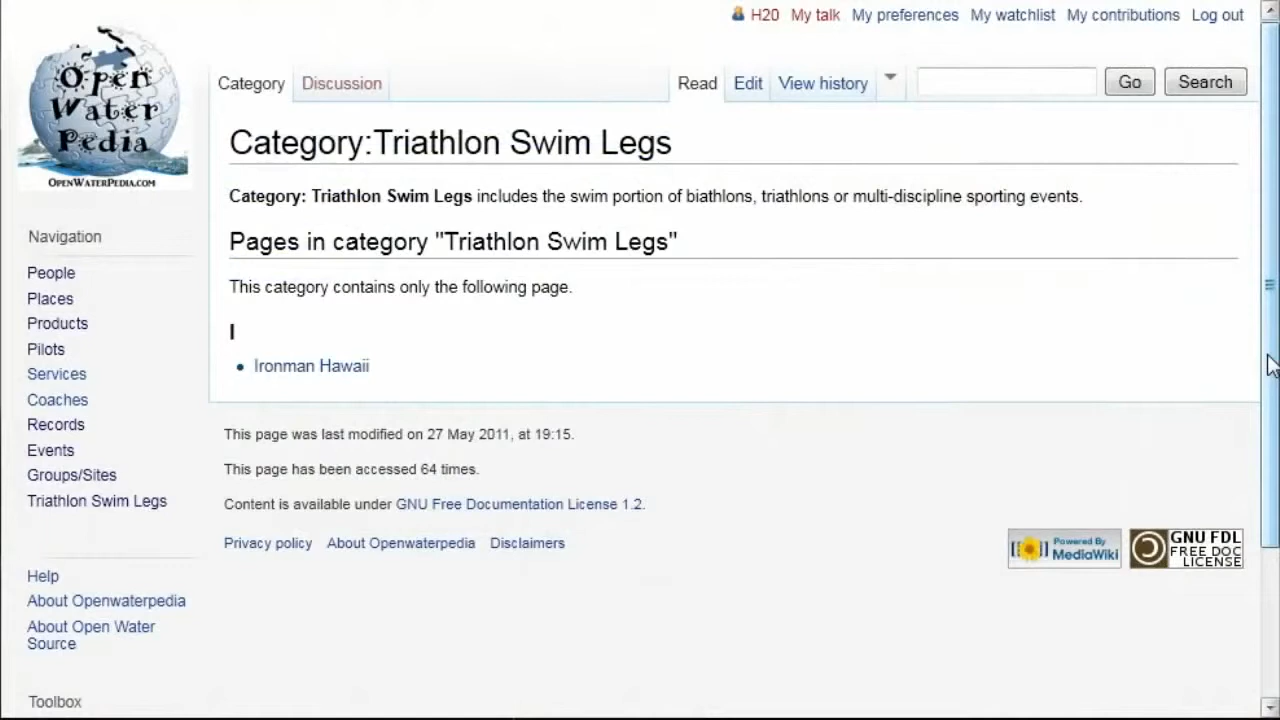 H20 My talk My preferences My watchlist My contributions Log out
Open
Water
Pedia
OpenWaterPedia.com
Category Discussion Read Edit View history Go Search
Category:Triathlon Swim Legs
Category: Triathlon Swim Legs includes the swim portion of biathlons, triathlons or multi-discipline sporting events.
Pages in category "Triathlon Swim Legs"
This category contains only the following page.
I
Ironman Hawaii
This page was last modified on 27 May 2011, at 19:15.
This page has been accessed 64 times.
Content is available under GNU Free Documentation License 1.2.
Privacy policy About Openwaterpedia Disclaimers
Powered By
MediaWiki
GNU FDL
FREE DOC
LICENSE
Navigation
People
Places
Products
Pilots
Services
Coaches
Records
Events
Groups/Sites
Triathlon Swim Legs
Help
About Openwaterpedia
About Open Water
Source
Toolbox